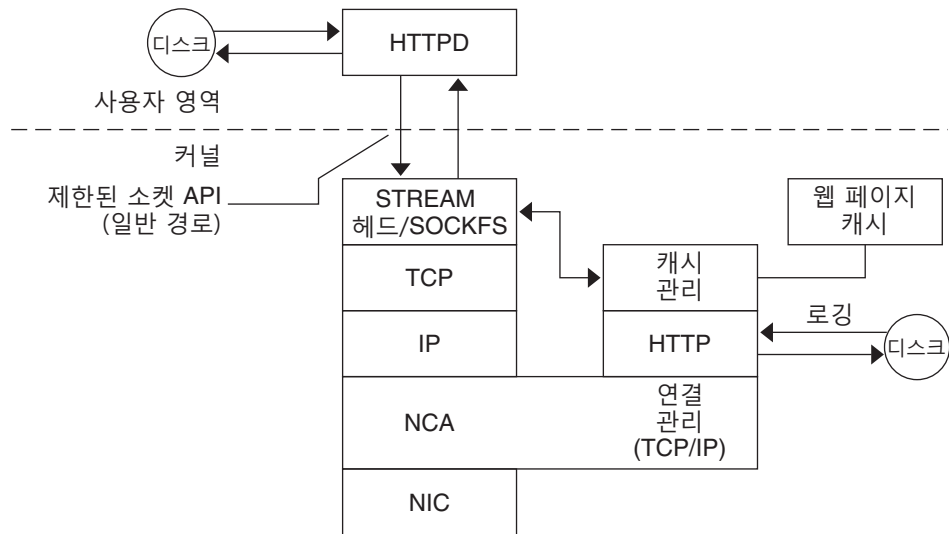 디스크
HTTPD
사용자 영역
커널
제한된 소켓 API
(일반 경로)
STREAM
헤드/SOCKFS
웹 페이지
캐시
TCP
캐시
관리
로깅
IP
HTTP
디스크
NCA
연결
관리
(TCP/IP)
NIC